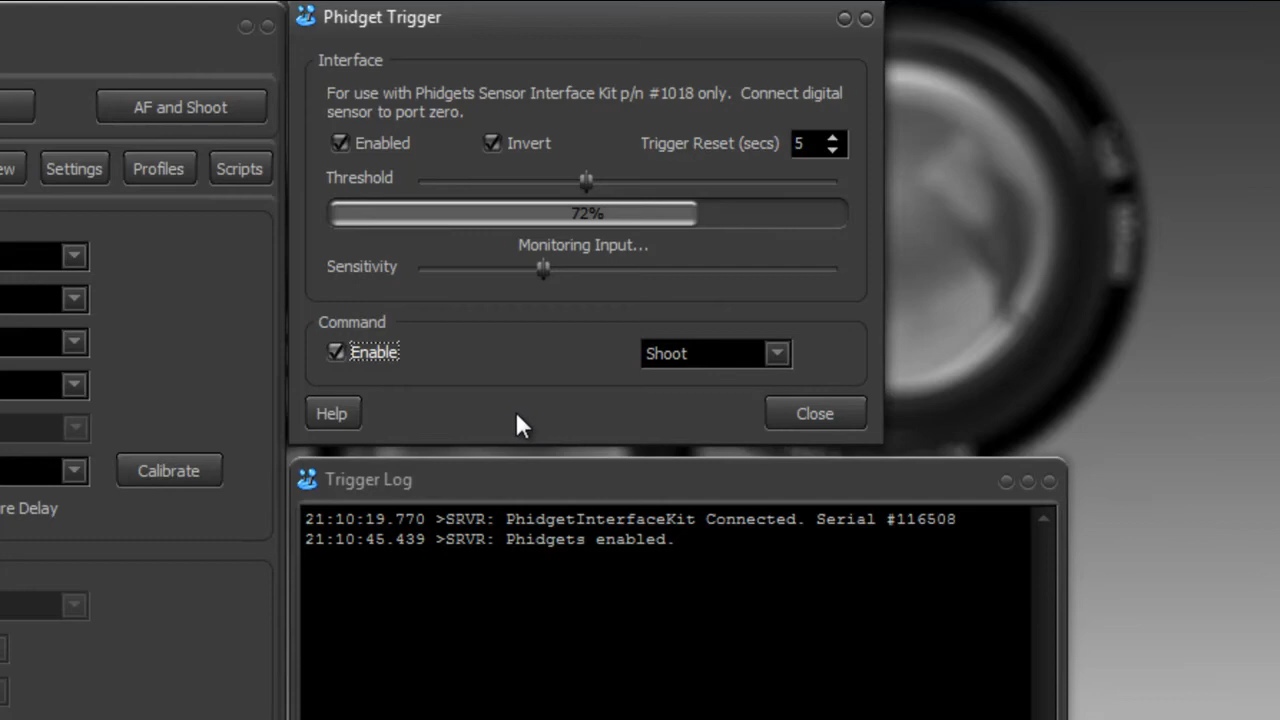 Phidget Trigger
Interface
For use with Phidgets Sensor Interface Kit p/n #1018 only. Connect digital
sensor to port zero.
Enabled
Invert
Trigger Reset (secs)
5
Threshold
72%
Monitoring Input...
Sensitivity
Command
Enable
Shoot
Help
Close
AF and Shoot
Settings
Profiles
Scripts
Calibrate
re Delay
Trigger Log
21:10:19.770 >SRVR: PhidgetInterfaceKit Connected. Serial #116508
21:10:45.439 >SRVR: Phidgets enabled.